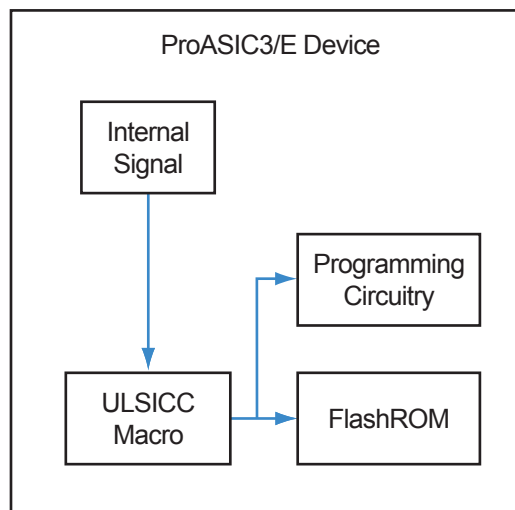 ProASIC3/E Device
Internal
Signal
Programming
Circuitry
ULSICC
Macro
FlashROM